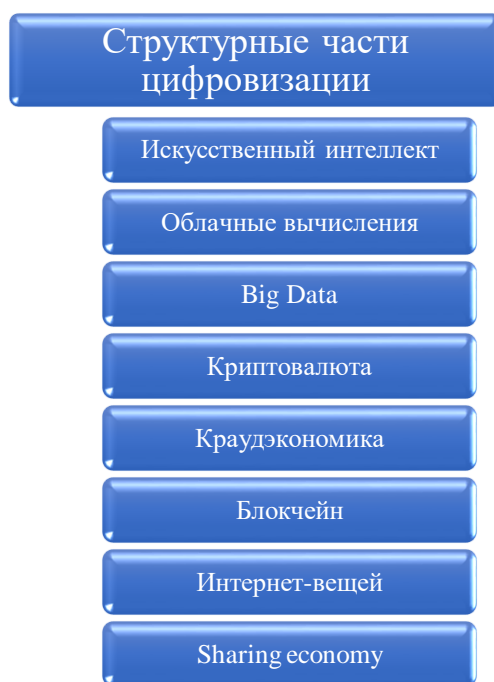 Структурные части
цифровизации
Искусственный интеллект
Облачные вычисления
Big Data
Криптовалюта
Краудэкономика
Блокчейн
Интернет-вещей
Sharing economy